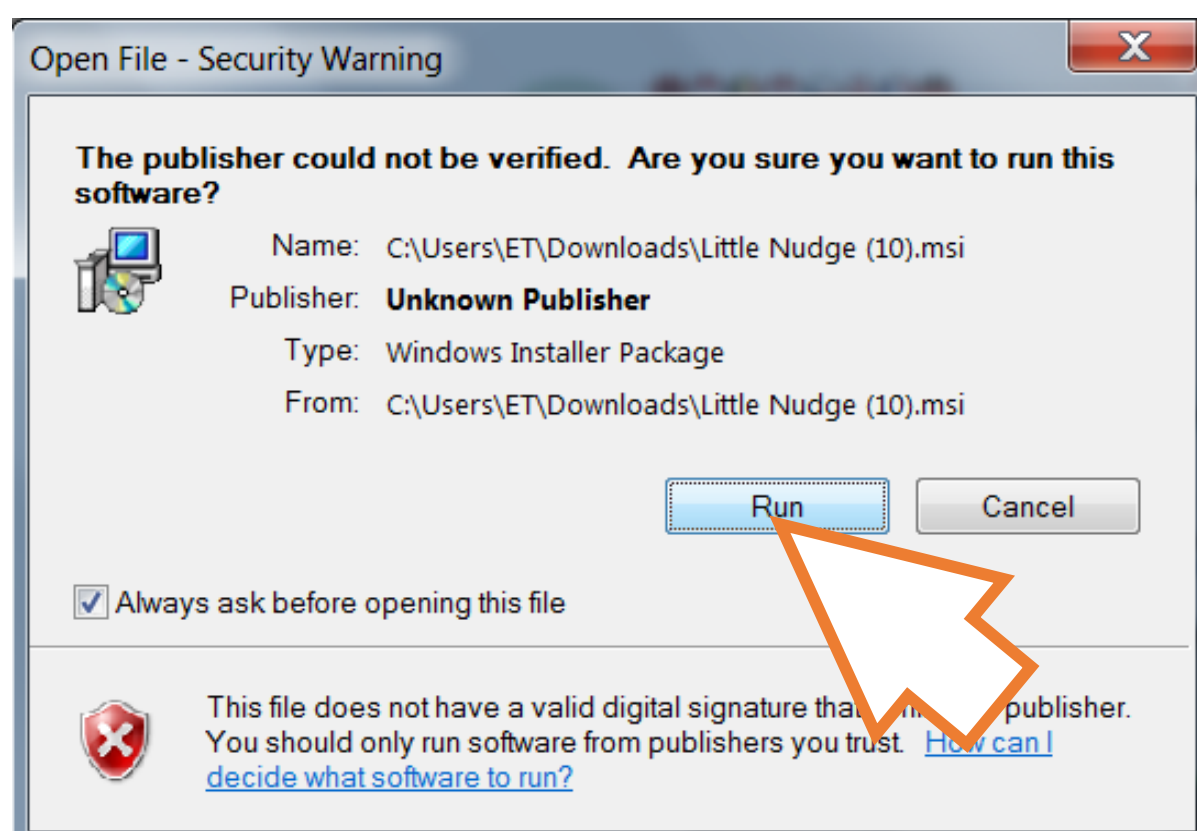 Open File - Security Warning
The publisher could not be verified. Are you sure you want to run this
software?
Name: C:\Users\ET\Downloads\Little Nudge (10).msi
Publisher: Unknown Publisher
Type: Windows Installer Package
From: C:\Users\ET\Downloads\Little Nudge (10).msi
Run Cancel
Always ask before opening this file
This file does not have a valid digital signature that publisher.
You should only run software from publishers you trust. How can I
decide what software to run?